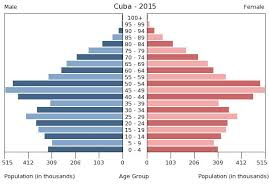 Male Cuba - 2015 Female
100+
95 - 99
90 - 94
85 - 89
80 - 84
75 - 79
70 - 74
65 - 69
60 - 64
55 - 59
50 - 54
45 - 49
40 - 44
35 - 39
30 - 34
25 - 29
20 - 24
15 - 19
10 - 14
5 - 9
0 - 4
515 412 309 206 103 0 0 103 206 309 412 515
Population (in thousands) Age Group Population (in thousands)